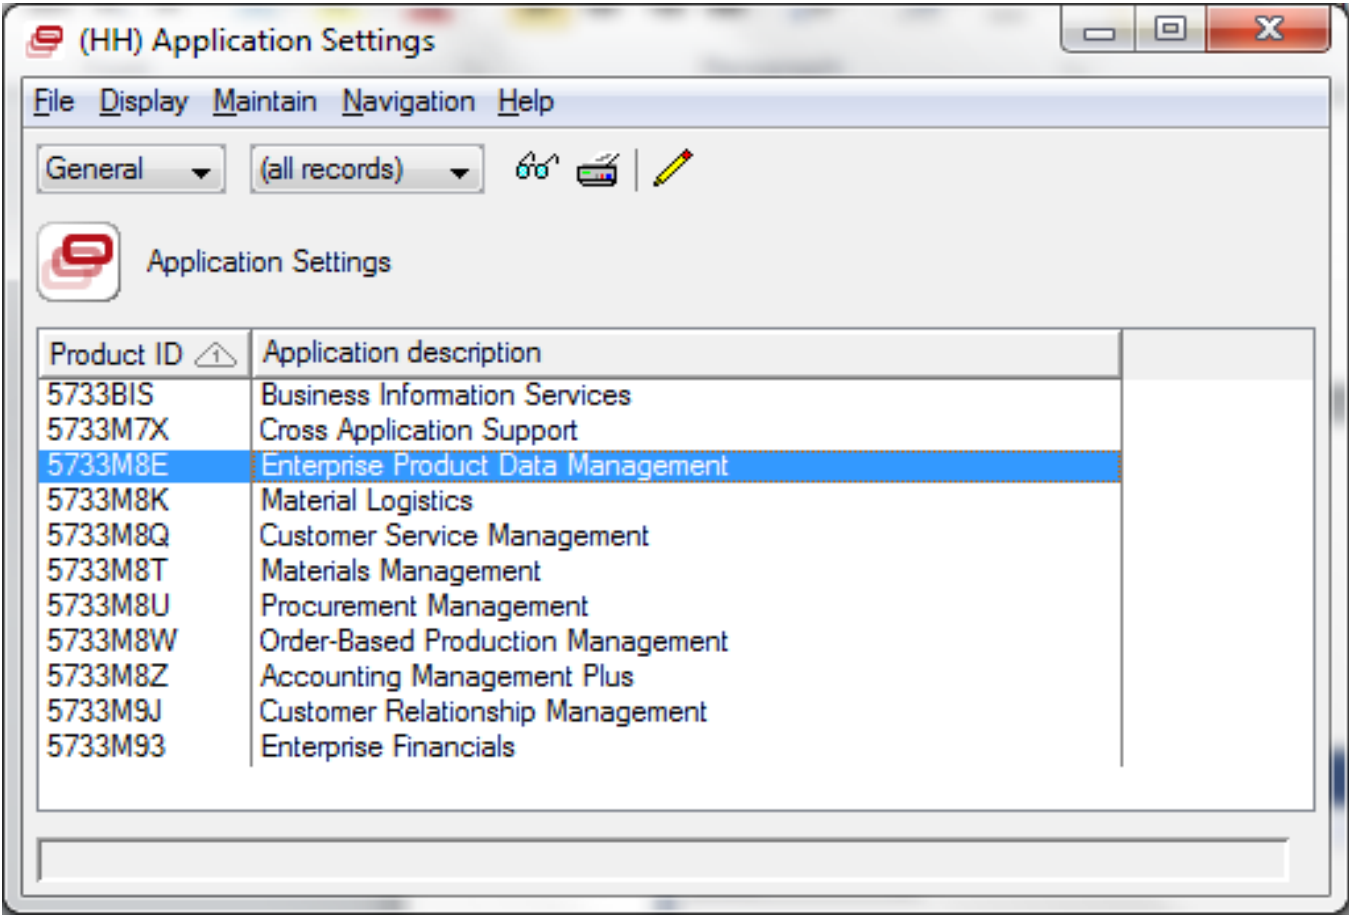 (HH) Application Settings
File Display Maintain Navigation Help
General (all records)
Application Settings
Product ID 1 Application description
5733BIS Business Information Services
5733M7X Cross Application Support
5733M8E Enterprise Product Data Management
5733M8K Material Logistics
5733M8Q Customer Service Management
5733M8T Materials Management
5733M8U Procurement Management
5733M8W Order-Based Production Management
5733M8Z Accounting Management Plus
5733M9J Customer Relationship Management
5733M93 Enterprise Financials